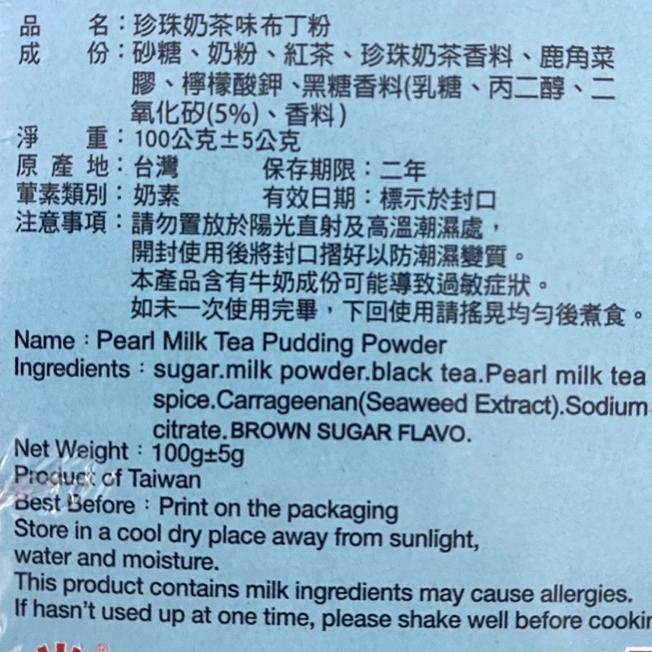 品　　名：珍珠奶茶味布丁粉
成　　份：砂糖、奶粉、紅茶、珍珠奶茶香料、鹿角菜
膠、檸檬酸鉀、黑糖香料(乳糖、丙二醇、二
氧化矽(5%)、香料)
淨　　重：100公克±5公克
原 產 地：台灣　　　保存期限：二年
葷素類別：奶素　　　有效日期：標示於封口
注意事項：請勿置放於陽光直射及高溫潮濕處，
開封使用後將封口摺好以防潮濕變質。
本產品含有牛奶成份可能導致過敏症狀。
如未一次使用完畢，下回使用請搖晃均勻後煮食。
Name：Pearl Milk Tea Pudding Powder
Ingredients：sugar.milk powder.black tea.Pearl milk tea
spice.Carrageenan(Seaweed Extract).Sodium
citrate.BROWN SUGAR FLAVO.
Net Weight：100g±5g
Product of Taiwan
Best Before：Print on the packaging
Store in a cool dry place away from sunlight,
water and moisture.
This product contains milk ingredients may cause allergies.
If hasn't used up at one time, please shake well before cookin